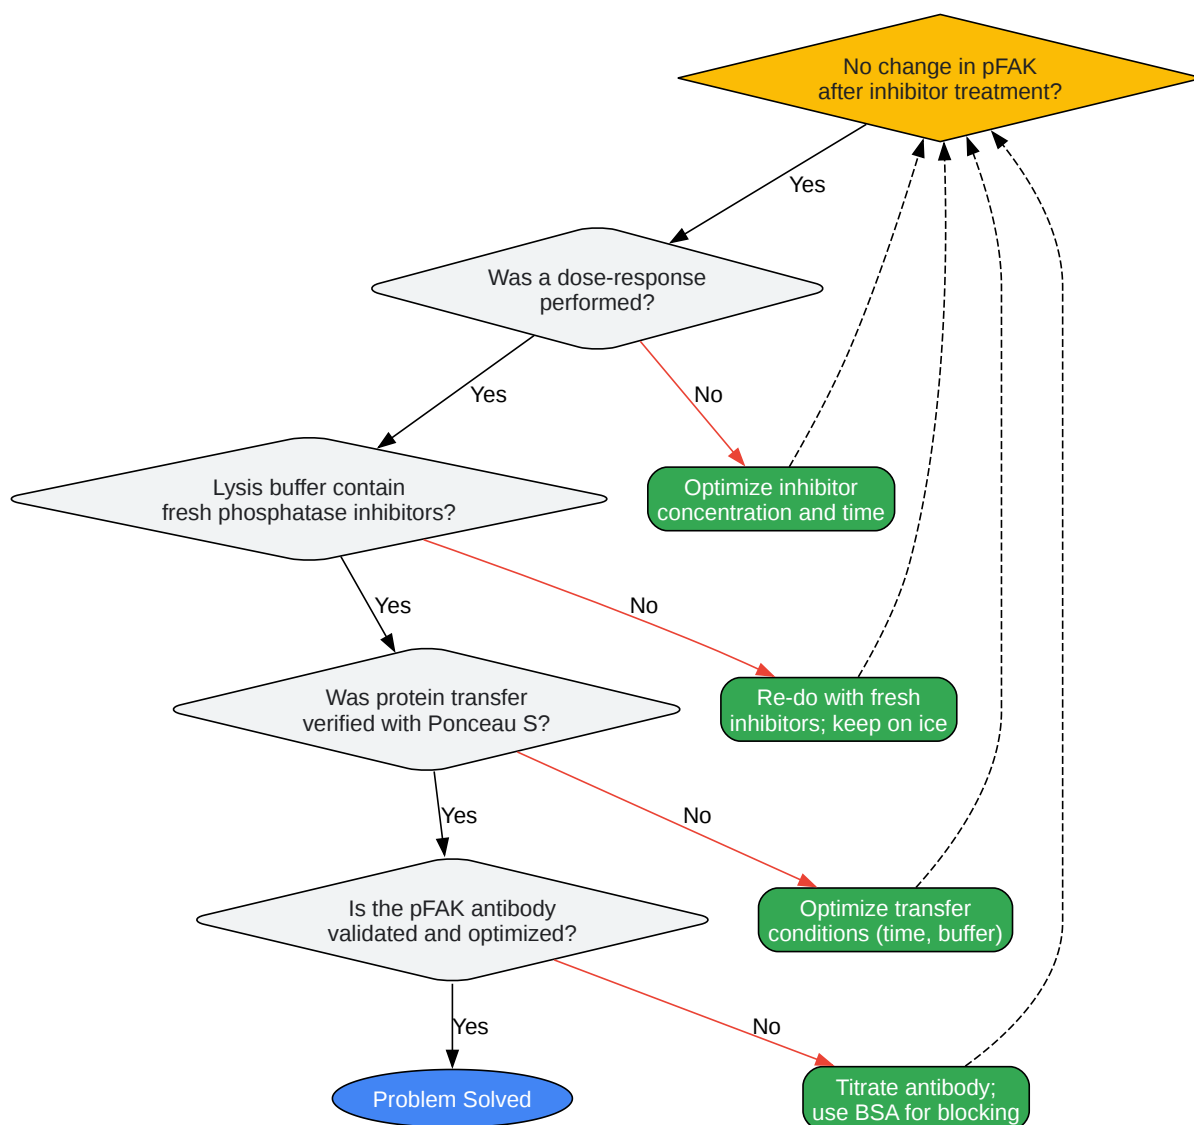 No change in pFAK
after inhibitor treatment?
Yes
Was a dose-response
performed?
Yes
No
Lysis buffer contain
fresh phosphatase inhibitors?
Optimize inhibitor
concentration and time
Yes
No
Was protein transfer
verified with Ponceau S?
Re-do with fresh
inhibitors; keep on ice
Yes
No
Is the pFAK antibody
validated and optimized?
Optimize transfer
conditions (time, buffer)
Yes
No
Problem Solved
Titrate antibody;
use BSA for blocking